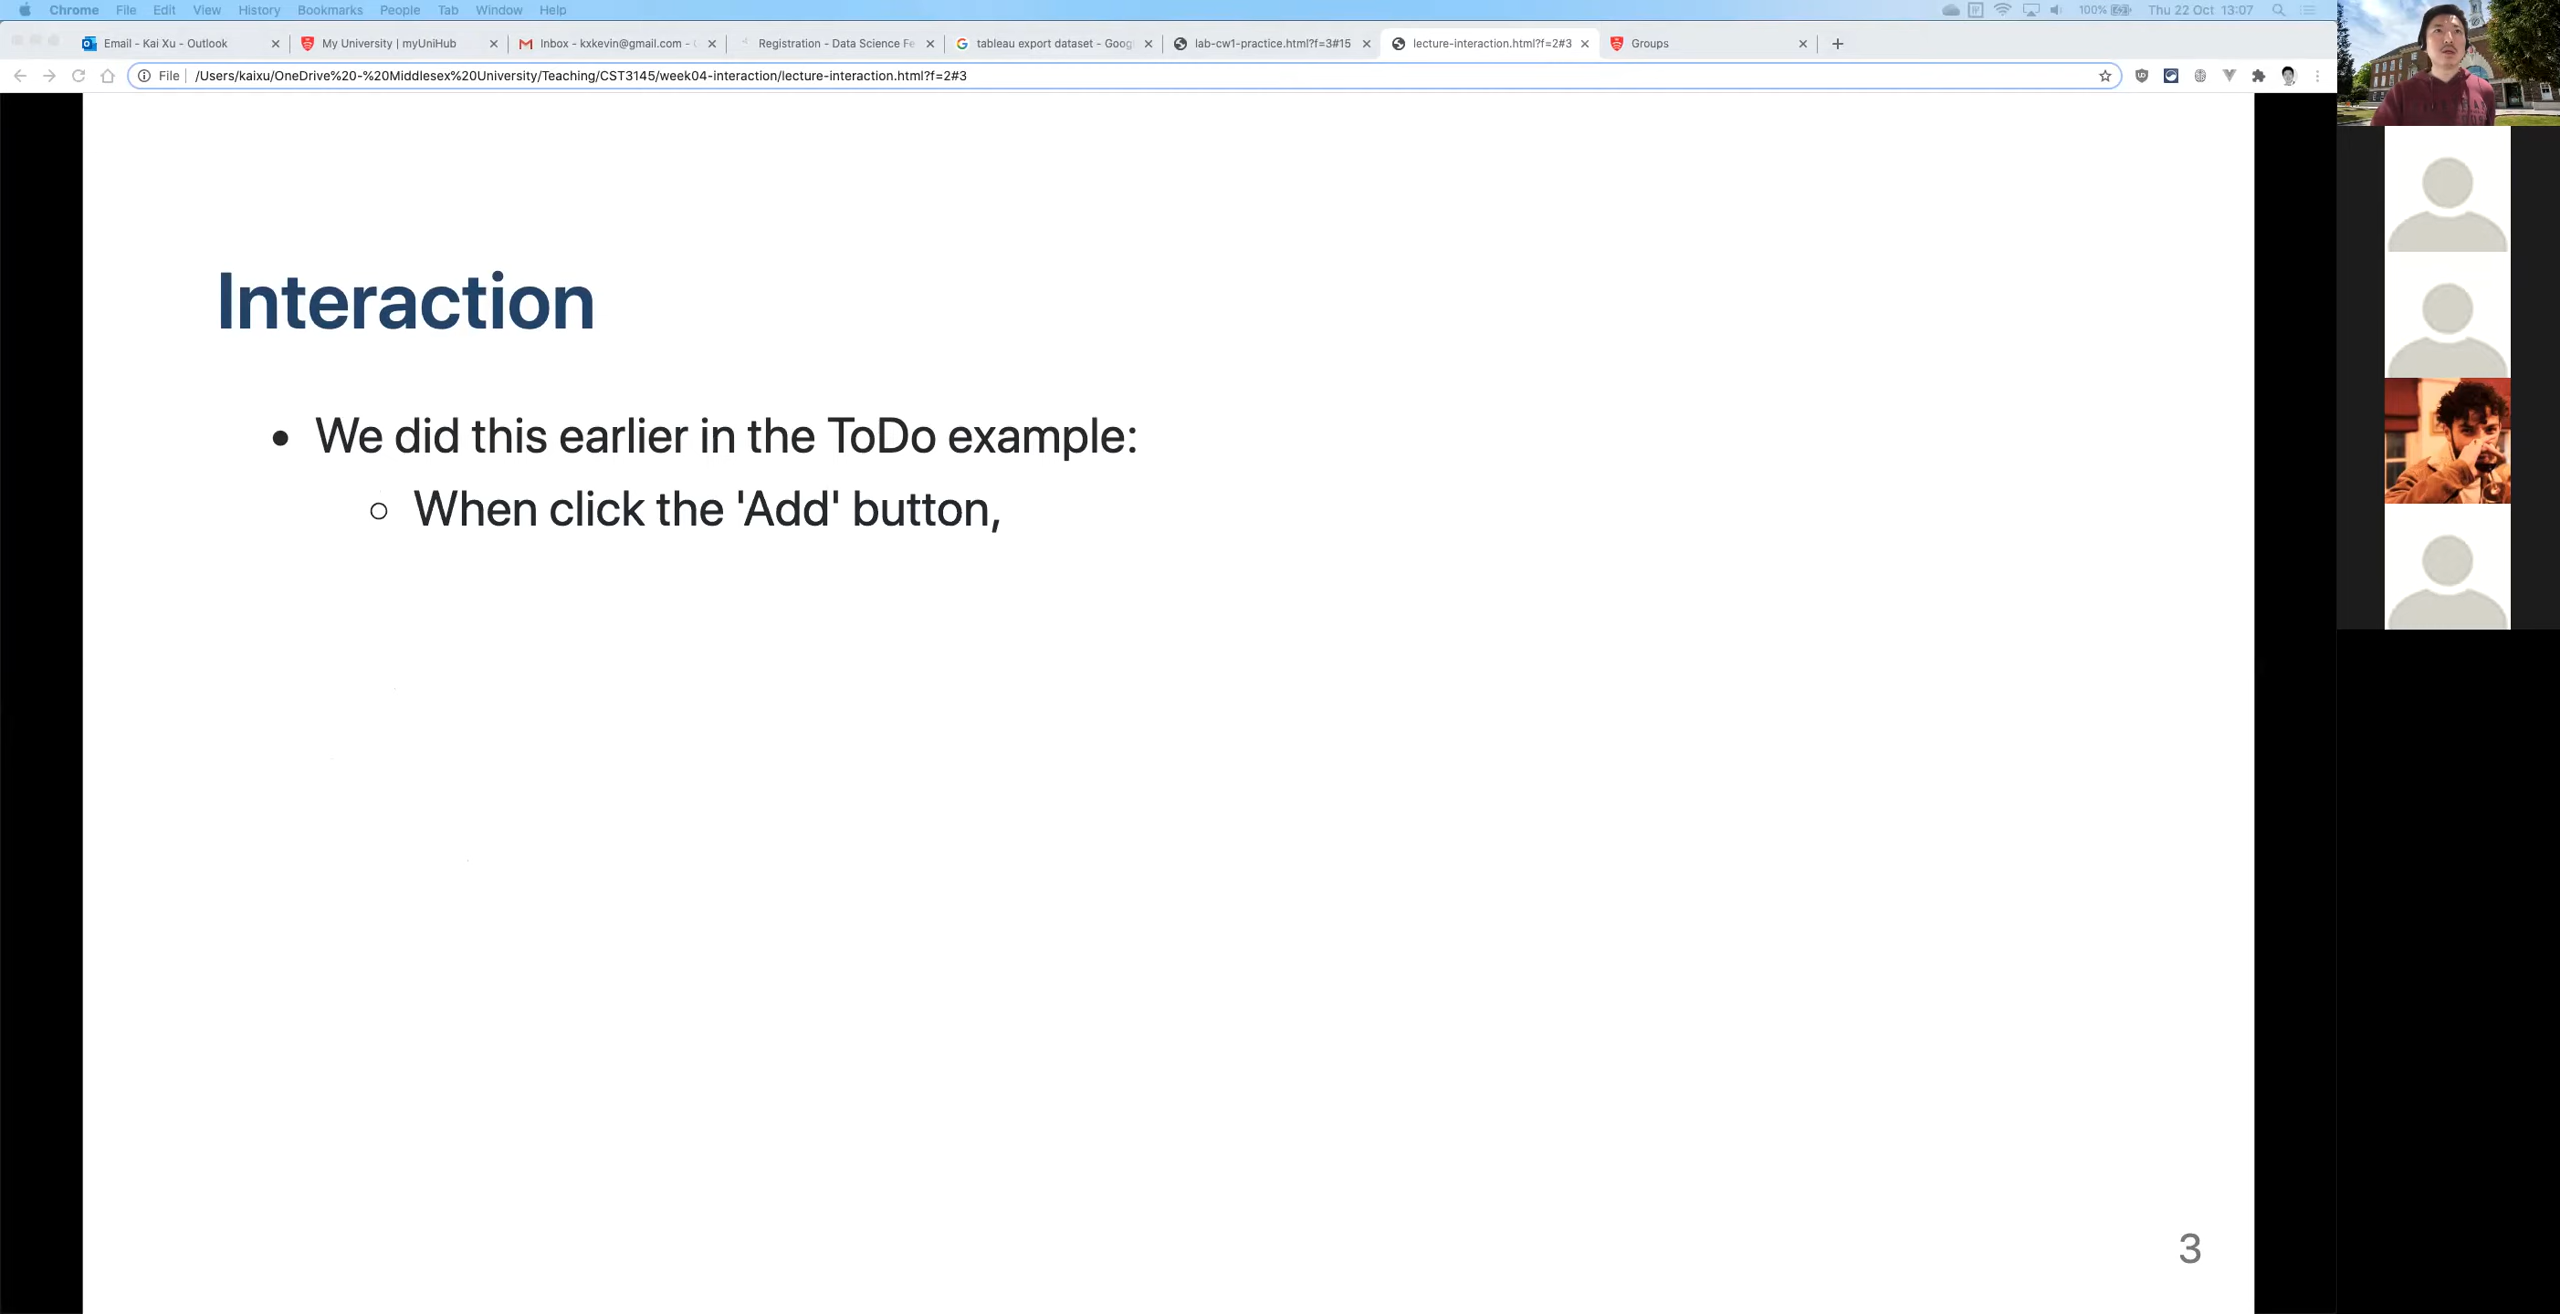 Chrome File Edit View History Bookmarks People Tab Window Help 100% Thu 22 Oct 13:07
Email - Kai Xu - Outlook My University | myUniHub Inbox - kxkevin@gmail.com - Registration - Data Science Fe tableau export dataset - Goog lab-cw1-practice.html?f=3#15 lecture-interaction.html?f=2#3 Groups
File /Users/kaixu/OneDrive%20-%20Middlesex%20University/Teaching/CST3145/week04-interaction/lecture-interaction.html?f=2#3
Interaction
• We did this earlier in the ToDo example:
○ When click the 'Add' button,
3